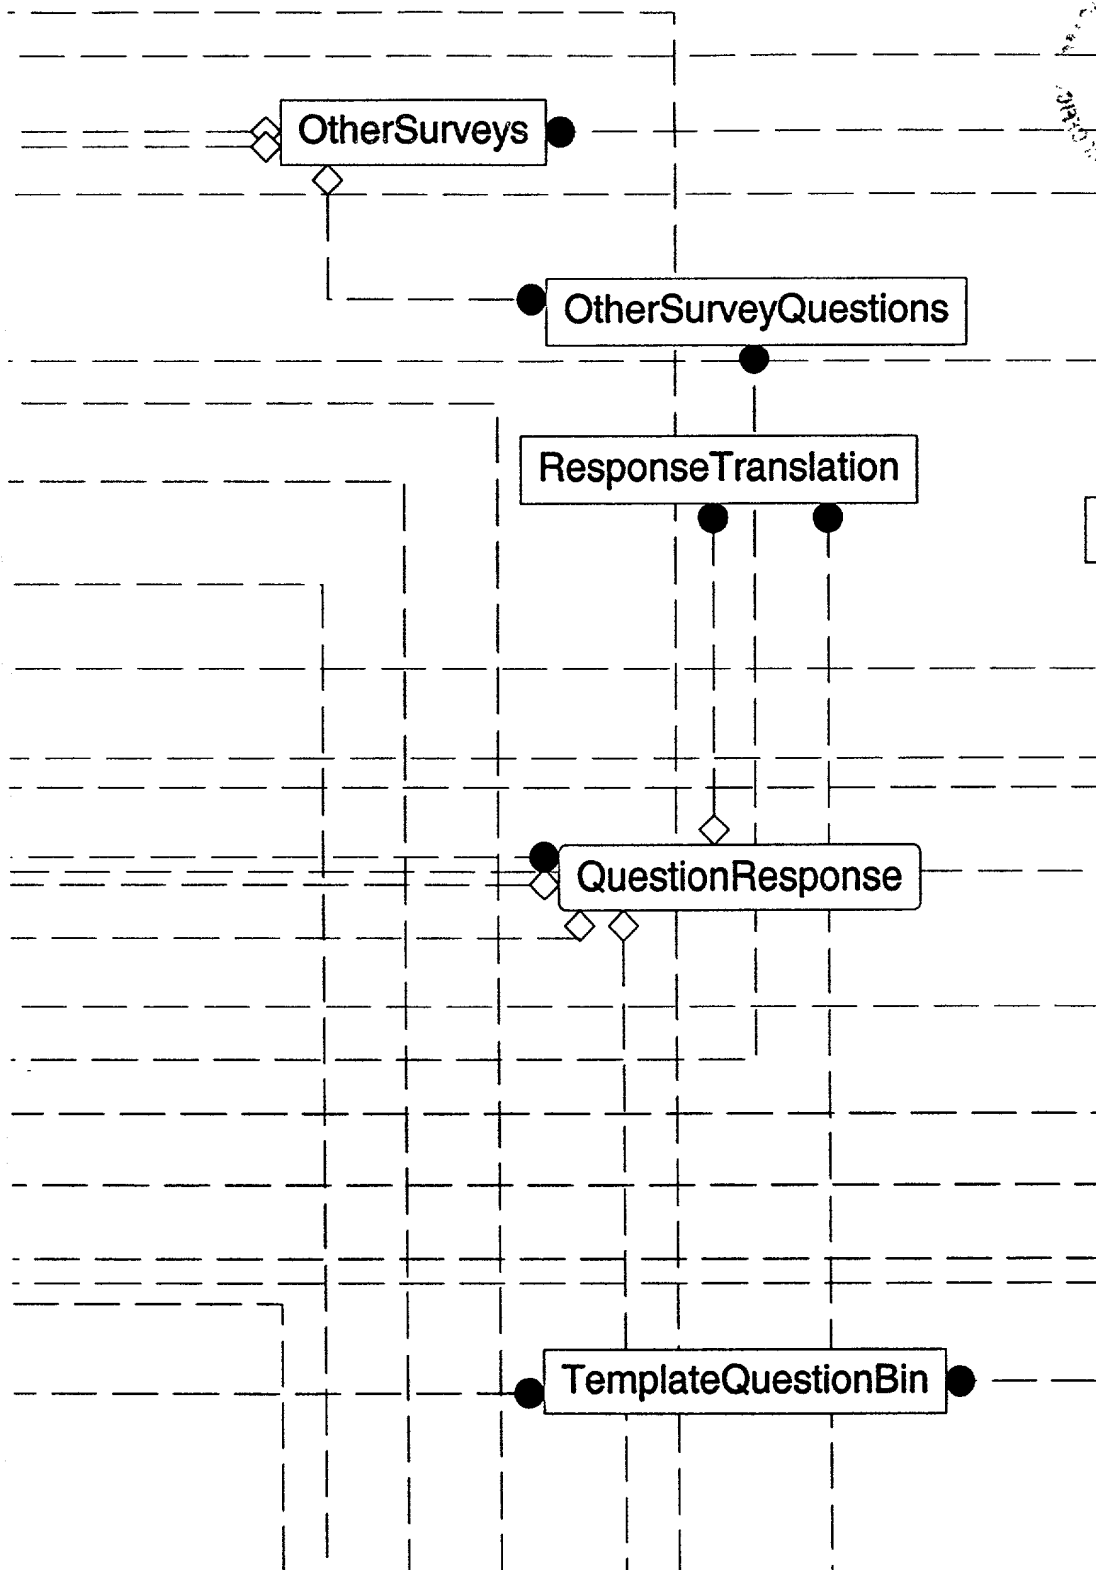 OtherSurveys
OtherSurveyQuestions
ResponseTranslation
QuestionResponse
TemplateQuestionBin